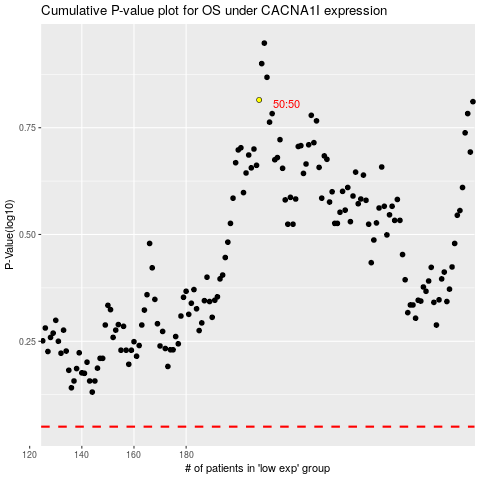 Cumulative P-value plot for OS under CACNA1I expression
50:50
0.75
0.50
0.25
P-Value(log10)
120 140 160 180
# of patients in 'low exp' group